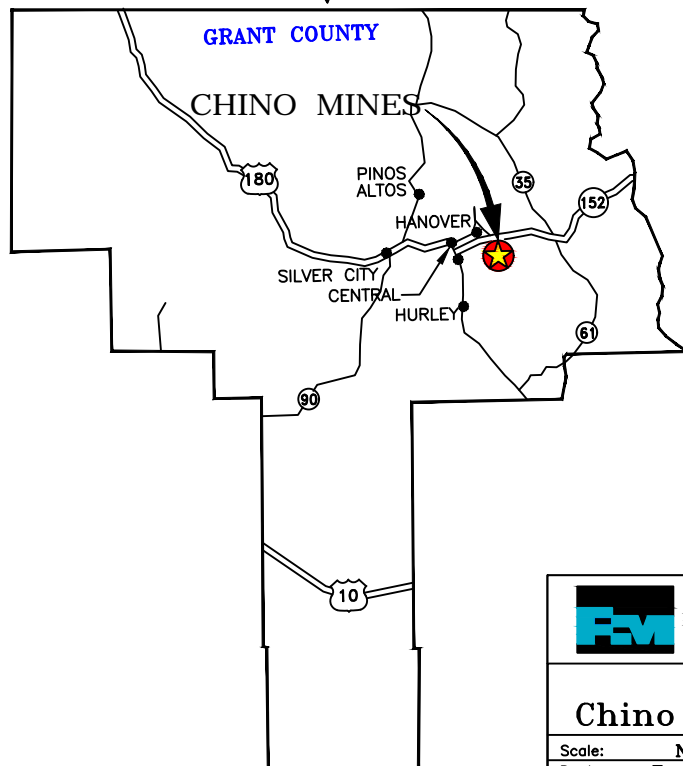 GRANT COUNTY
CHINO MINES
PINOS
ALTOS
180
35
152
HANOVER
SILVER CITY
CENTRAL
HURLEY
61
90
10
Chino
Scale: